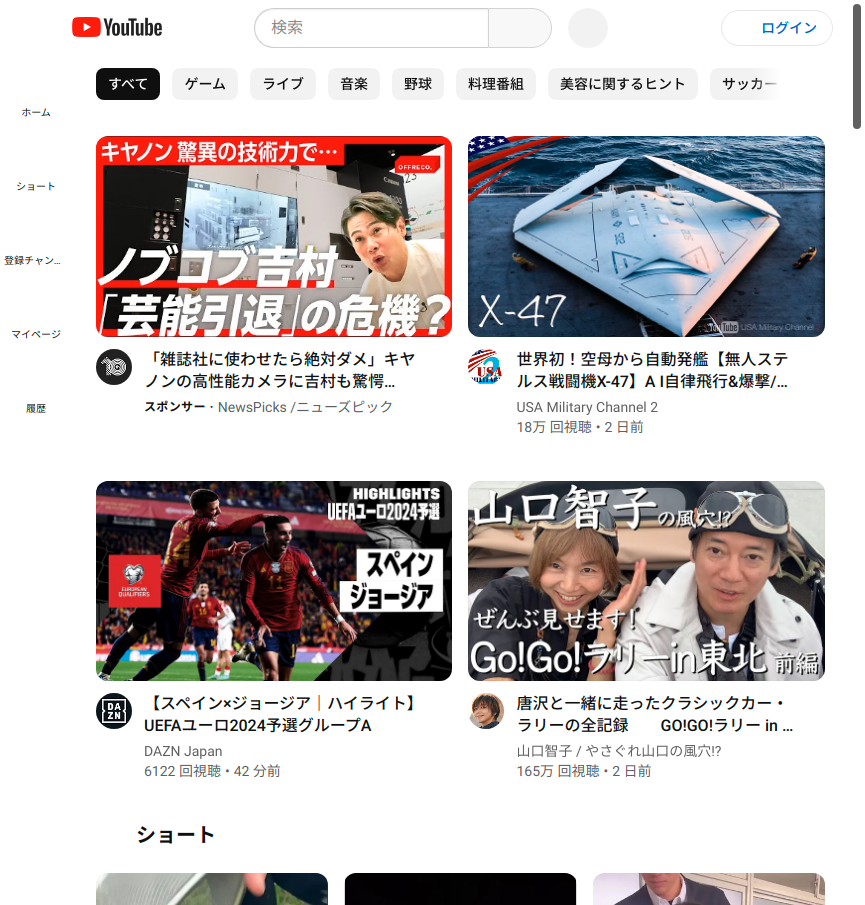 YouTube
検索
ログイン
すべて
ゲーム
ライブ
音楽
野球
料理番組
美容に関するヒント
サッカー
ホーム
ショート
登録チャン...
マイページ
履歴
キヤノン 驚異の技術力で…
OFFRECO.
Canon
ノブコブ吉村
「芸能引退」の危機？
「雑誌社に使わせたら絶対ダメ」キヤ
ノンの高性能カメラに吉村も驚愕...
スポンサー・NewsPicks /ニューズピック
X-47
YouTube USA Military Channel
世界初！空母から自動発艦【無人ステ
ルス戦闘機X-47】A I自律飛行&爆撃/...
USA Military Channel 2
18万 回視聴・2 日前
HIGHLIGHTS
UEFAユーロ2024予選
スペイン
ジョージア
EUROPEAN
QUALIFIERS
DAZN
【スペイン×ジョージア｜ハイライト】
UEFAユーロ2024予選グループA
DAZN Japan
6122 回視聴・42 分前
山口智子の風穴!?
ぜんぶ見せます!
Go!Go!ラリーin東北 前編
唐沢と一緒に走ったクラシックカー・
ラリーの全記録　　GO!GO!ラリー in ...
山口智子 / やさぐれ山口の風穴!?
165万 回視聴・2 日前
ショート